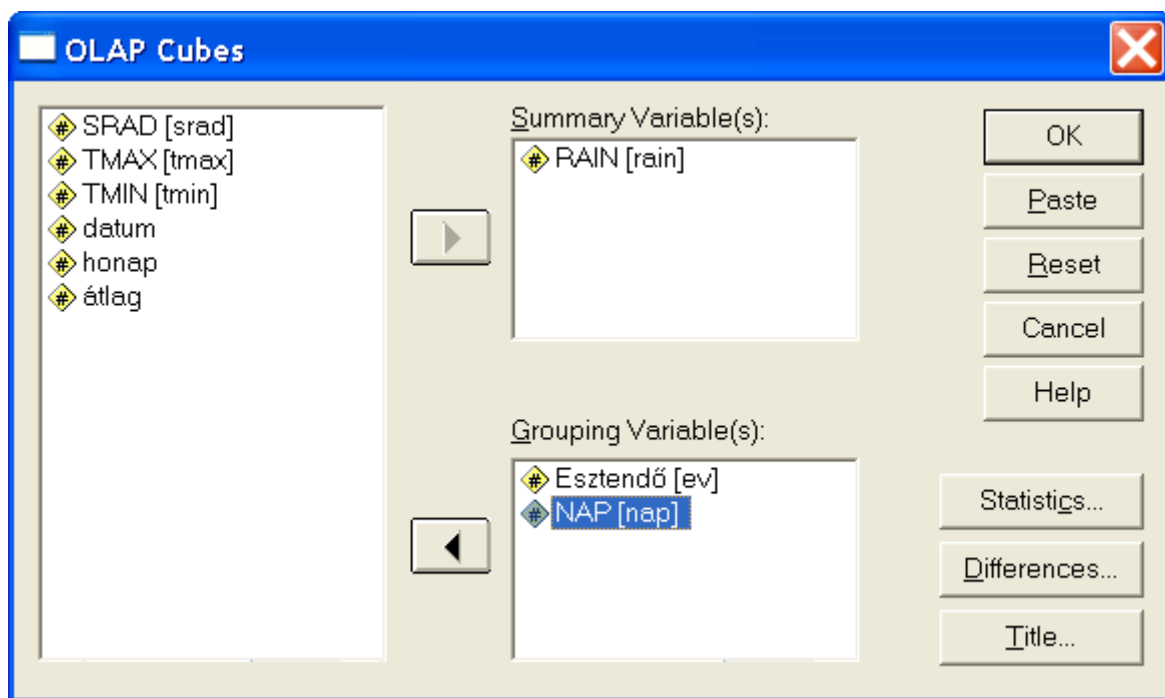 OLAP Cubes
# SRAD [srad]
# TMAX [tmax]
# TMIN [tmin]
# datum
# honap
# átlag
Summary Variable(s):
# RAIN [rain]
Grouping Variable(s):
# Esztendő [ev]
# NAP [nap]
OK
Paste
Reset
Cancel
Help
Statistics...
Differences...
Title...